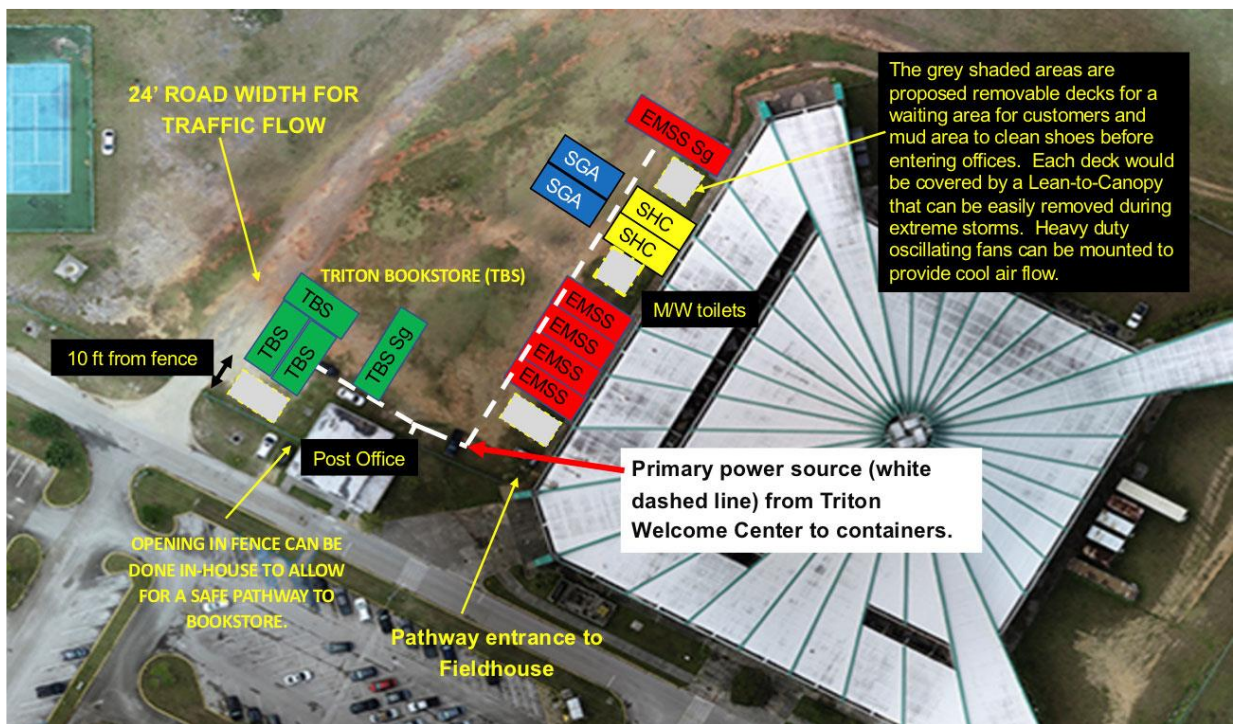 24’ ROAD WIDTH FOR
TRAFFIC FLOW
The grey shaded areas are
proposed removable decks for a
waiting area for customers and
mud area to clean shoes before
entering offices.  Each deck would
be covered by a Lean-to-Canopy
that can be easily removed during
extreme storms.  Heavy duty
oscillating fans can be mounted to
provide cool air flow.
EMSS Sg
SGA
SGA
SHC
SHC
M/W toilets
TRITON BOOKSTORE (TBS)
TBS
TBS
TBS
TBS Sg
EMSS
EMSS
EMSS
EMSS
10 ft from fence
Post Office
Primary power source (white
dashed line) from Triton
Welcome Center to containers.
OPENING IN FENCE CAN BE
DONE IN-HOUSE TO ALLOW
FOR A SAFE PATHWAY TO
BOOKSTORE.
Pathway entrance to
Fieldhouse